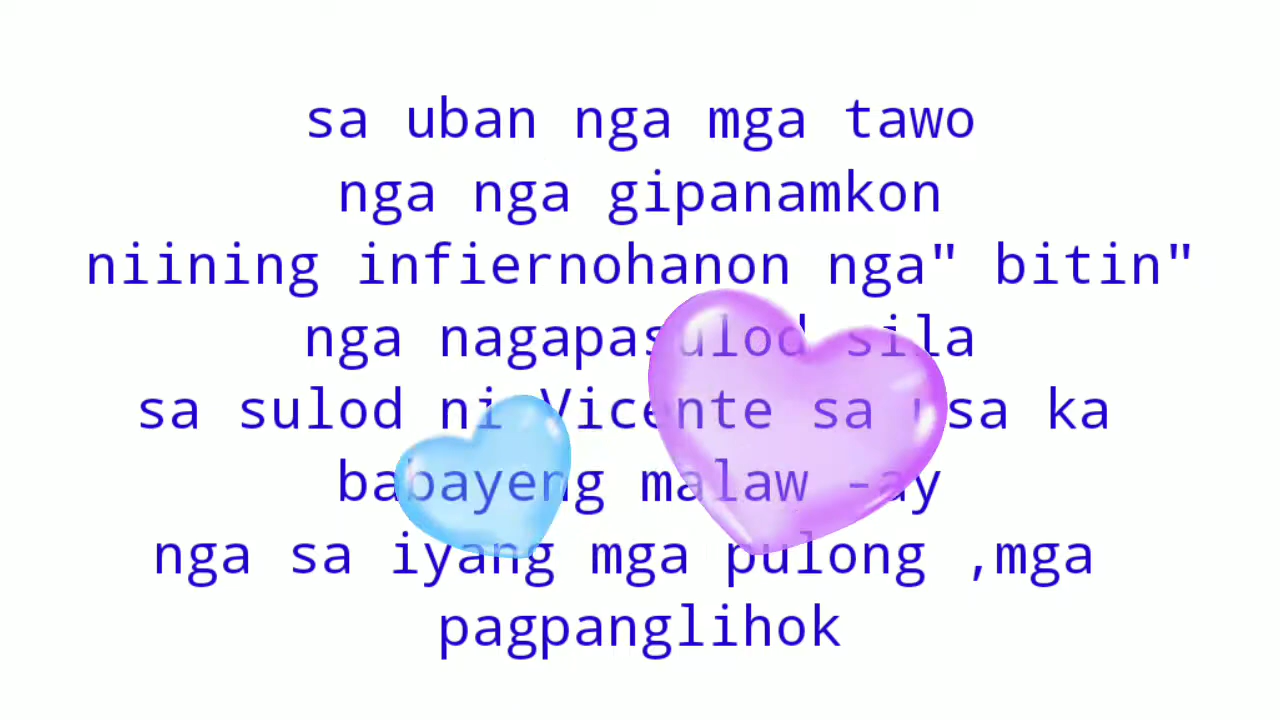 sa uban nga mga tawo
nga nga gipanamkon
niining infiernohanon nga" bitin"
nga nagapasulod sila
sa sulod ni Vicente sa usa ka
babayeng malaw -ay
nga sa iyang mga pulong ,mga
pagpanglihok